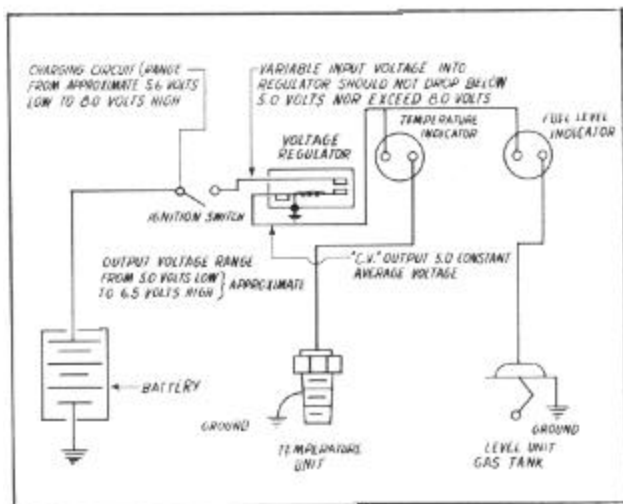 CHARGING CIRCUIT (RANGE
FROM APPROXIMATE 5.6 VOLTS
LOW TO 8.0 VOLTS HIGH
VARIABLE INPUT VOLTAGE INTO
REGULATOR SHOULD NOT DROP BELOW
5.0 VOLTS NOR EXCEED 8.0 VOLTS
TEMPERATURE
INDICATOR
FUEL LEVEL
INDICATOR
VOLTAGE
REGULATOR
IGNITION SWITCH
OUTPUT VOLTAGE RANGE
FROM 5.0 VOLTS LOW
TO 6.5 VOLTS HIGH
APPROXIMATE
"C.V." OUTPUT 5.0 CONSTANT
AVERAGE VOLTAGE
BATTERY
GROUND
TEMPERATURE
UNIT
GROUND
LEVEL UNIT
GAS TANK